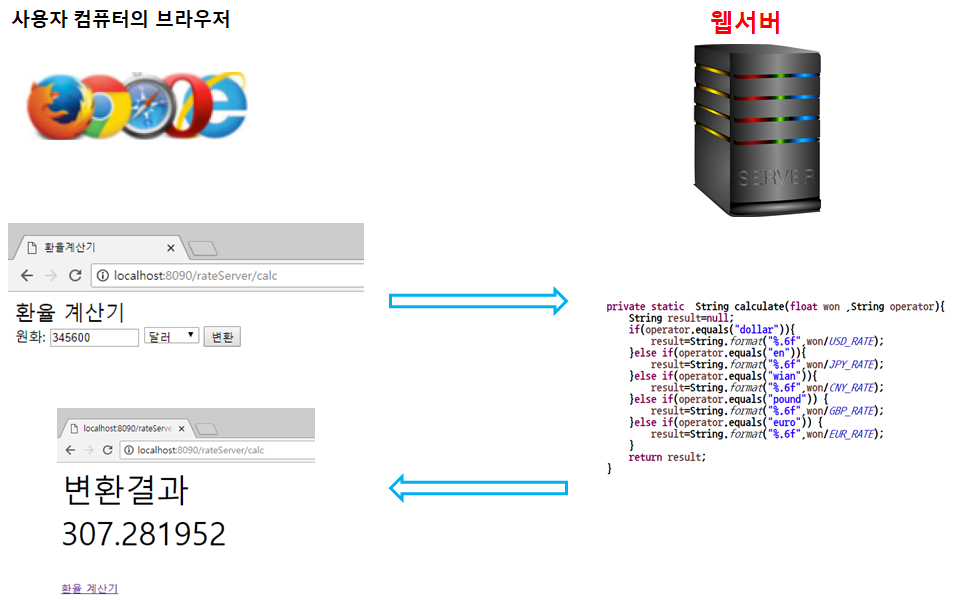 사용자 컴퓨터의 브라우저
웹서버
SERVER
환율계산기
localhost:8090/rateServer/calc
환율 계산기
원화: 345600 달러 변환
private static String calculate(float won ,String operator){
String result=null;
if(operator.equals("dollar")){
result=String.format("%.6f",won/USD_RATE);
}else if(operator.equals("en")){
result=String.format("%.6f",won/JPY_RATE);
}else if(operator.equals("wian")){
result=String.format("%.6f",won/CNY_RATE);
}else if(operator.equals("pound")) {
result=String.format("%.6f",won/GBP_RATE);
}else if(operator.equals("euro")) {
result=String.format("%.6f",won/EUR_RATE);
}
return result;
}
localhost:8090/rateServe
localhost:8090/rateServer/calc
변환결과
307.281952
환율 계산기